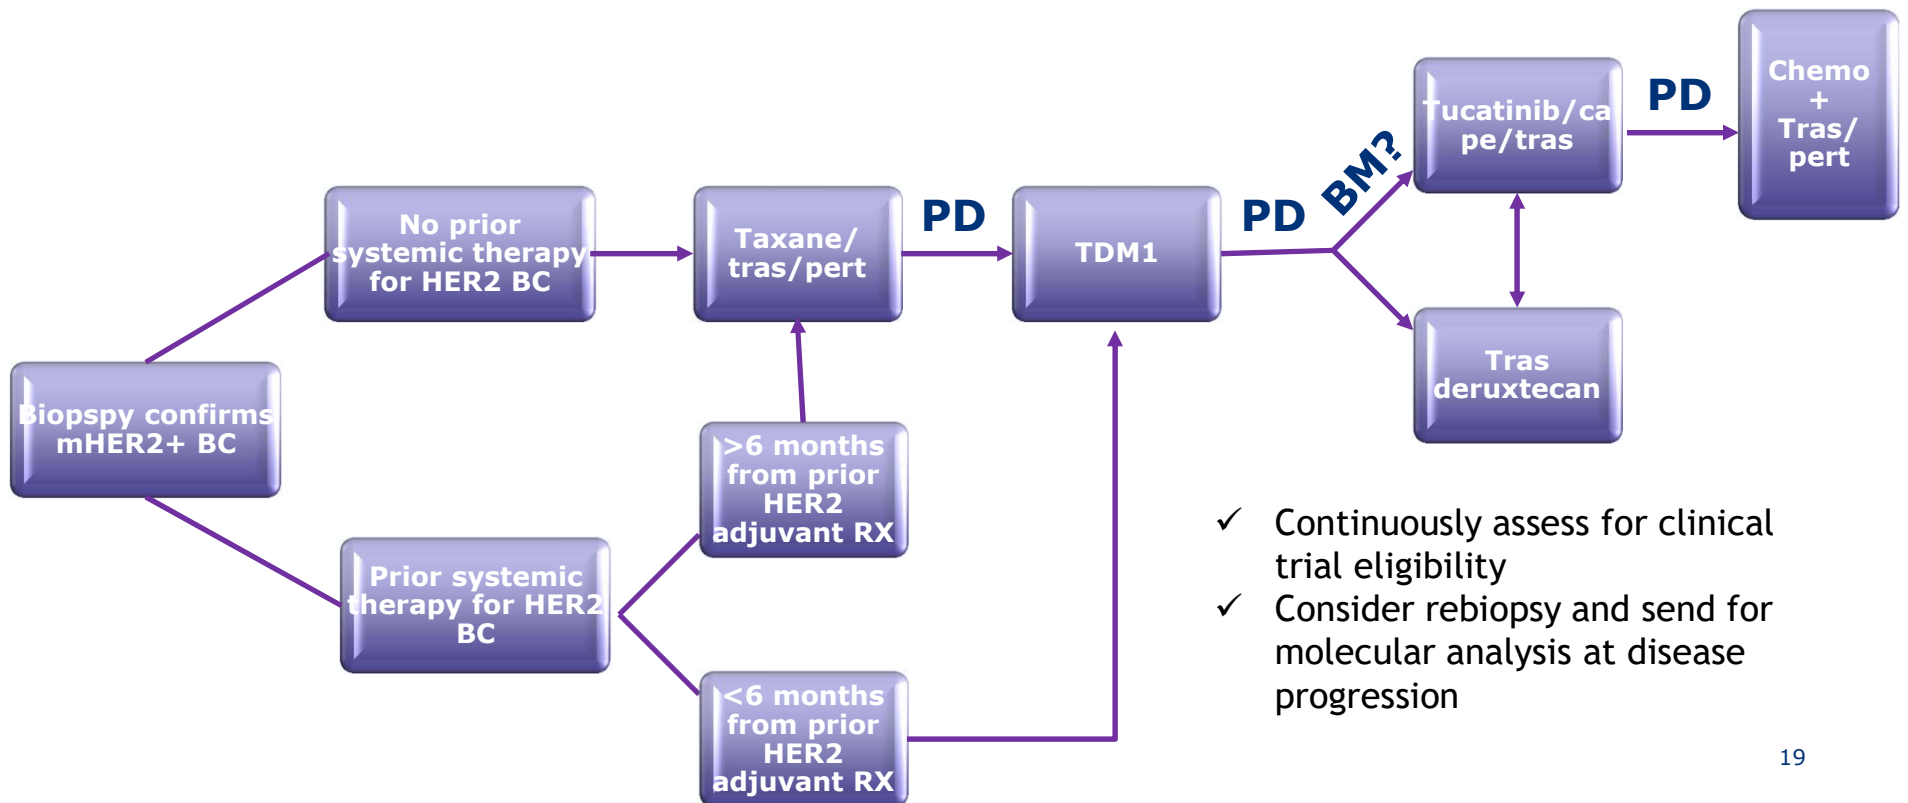 Biopspy confirms
mHER2+ BC
No prior
systemic therapy
for HER2 BC
Prior systemic
therapy for HER2
BC
>6 months
from prior
HER2
adjuvant RX
<6 months
from prior
HER2
adjuvant RX
Taxane/
tras/pert
PD
TDM1
PD
BM?
Tucatinib/ca
pe/tras
Tras
deruxtecan
PD
Chemo
+
Tras/
pert
✓ Continuously assess for clinical
trial eligibility
✓ Consider rebiopsy and send for
molecular analysis at disease
progression
19